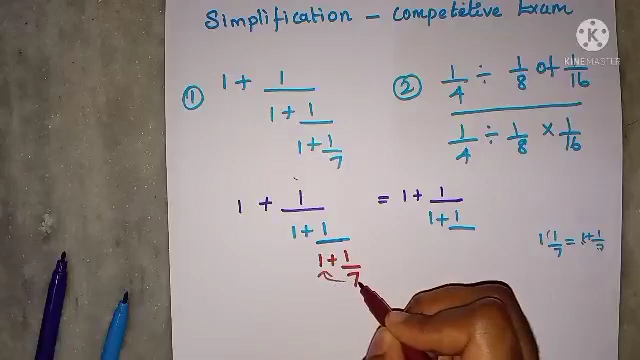 Simplification – Competitive Exam
① 1 + 1
1 + 1
1 + 1/7
② 1/4 ÷ 1/8 of 1/16
1/4 ÷ 1/8 × 1/16
1 + 1 = 1 + 1
1 + 1
1 + 1
1 + 1/7
1 1/7 = 1 + 1/7
K
KINEMASTER